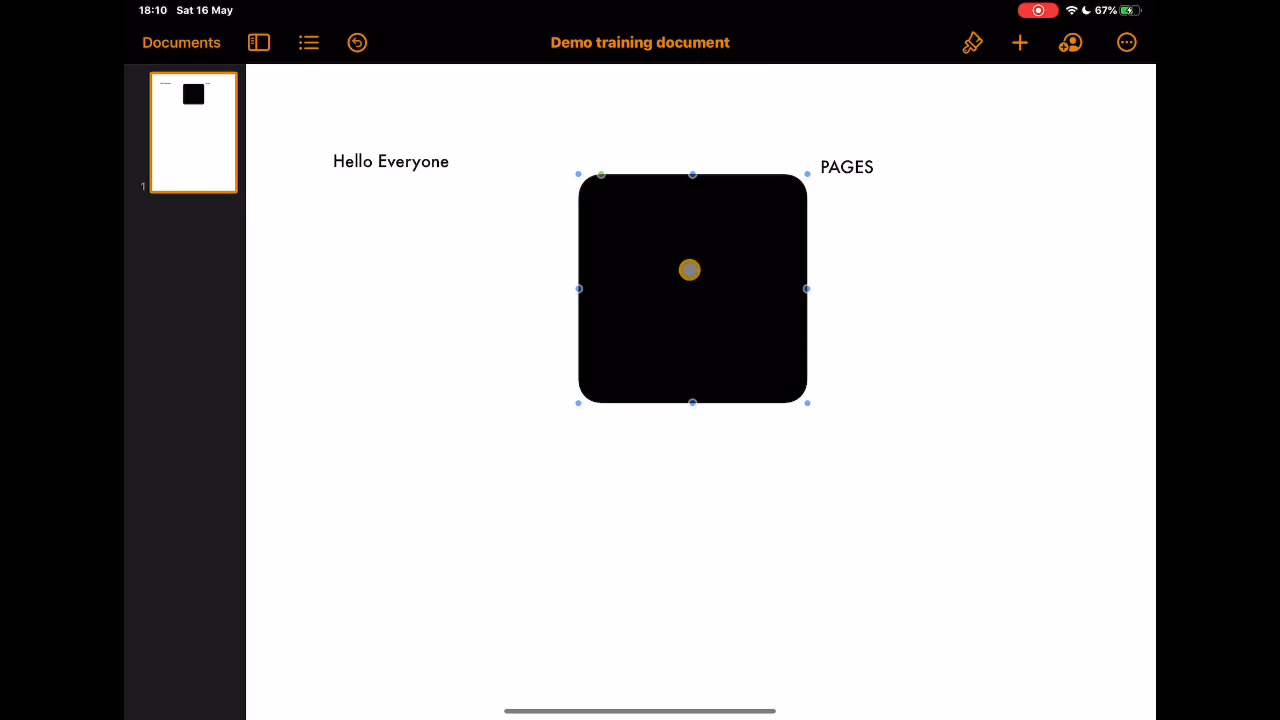 18:10 Sat 16 May
67%
Documents
Demo training document
Hello Everyone
PAGES
1